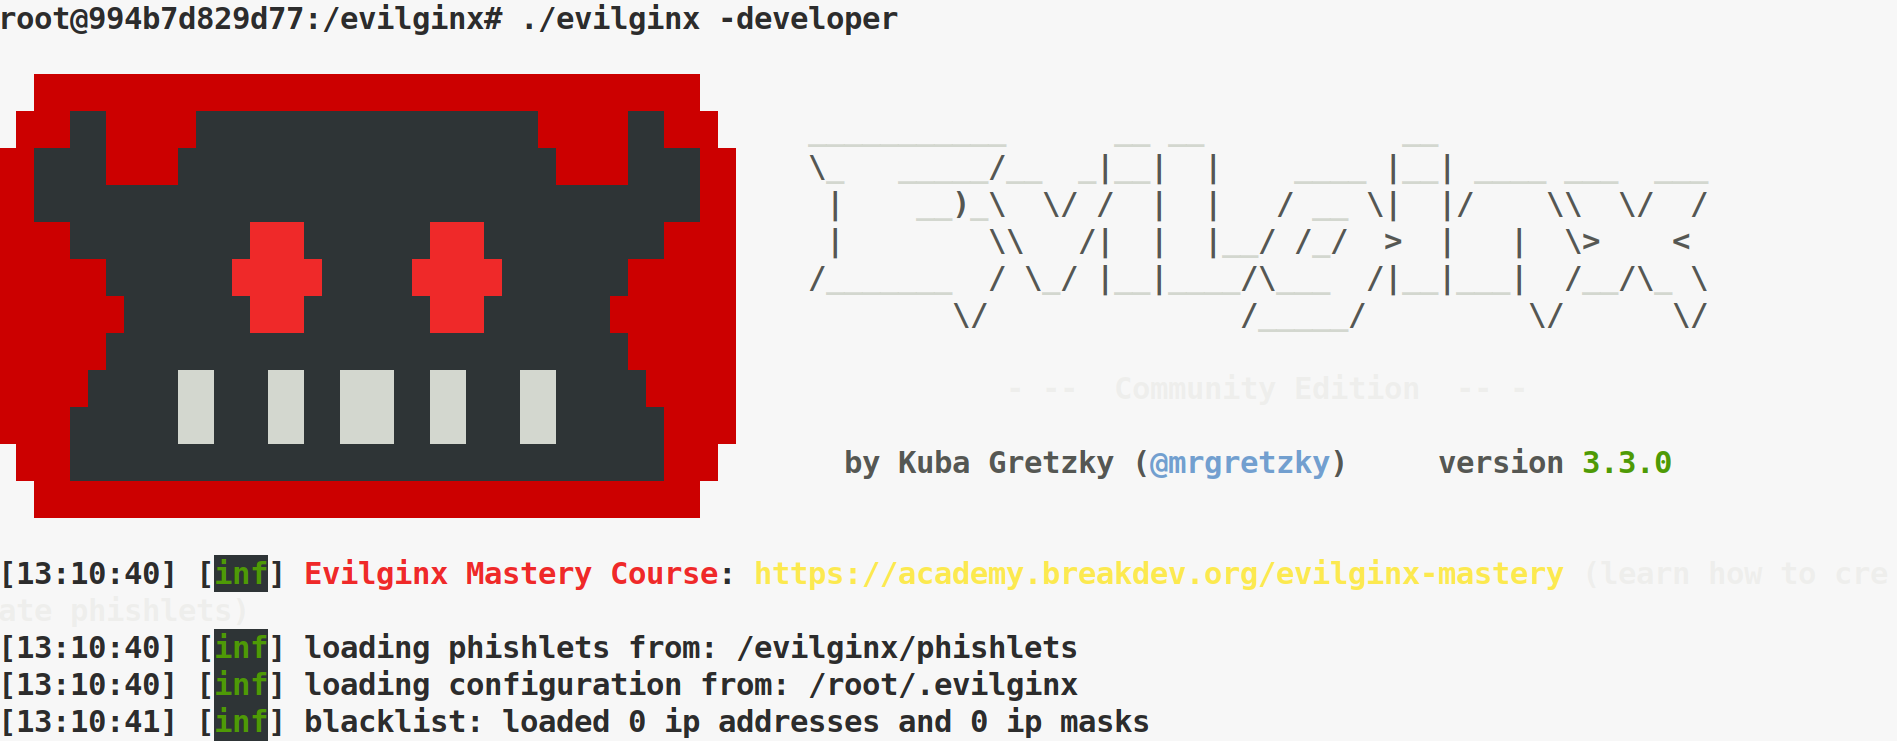 root@994b7d829d77:/evilginx# ./evilginx -developer
- --  Community Edition  -- -
by Kuba Gretzky (@mrgretzky)     version 3.3.0
[13:10:40] [inf] Evilginx Mastery Course: https://academy.breakdev.org/evilginx-mastery (learn how to cre
ate phishlets)
[13:10:40] [inf] loading phishlets from: /evilginx/phishlets
[13:10:40] [inf] loading configuration from: /root/.evilginx
[13:10:41] [inf] blacklist: loaded 0 ip addresses and 0 ip masks